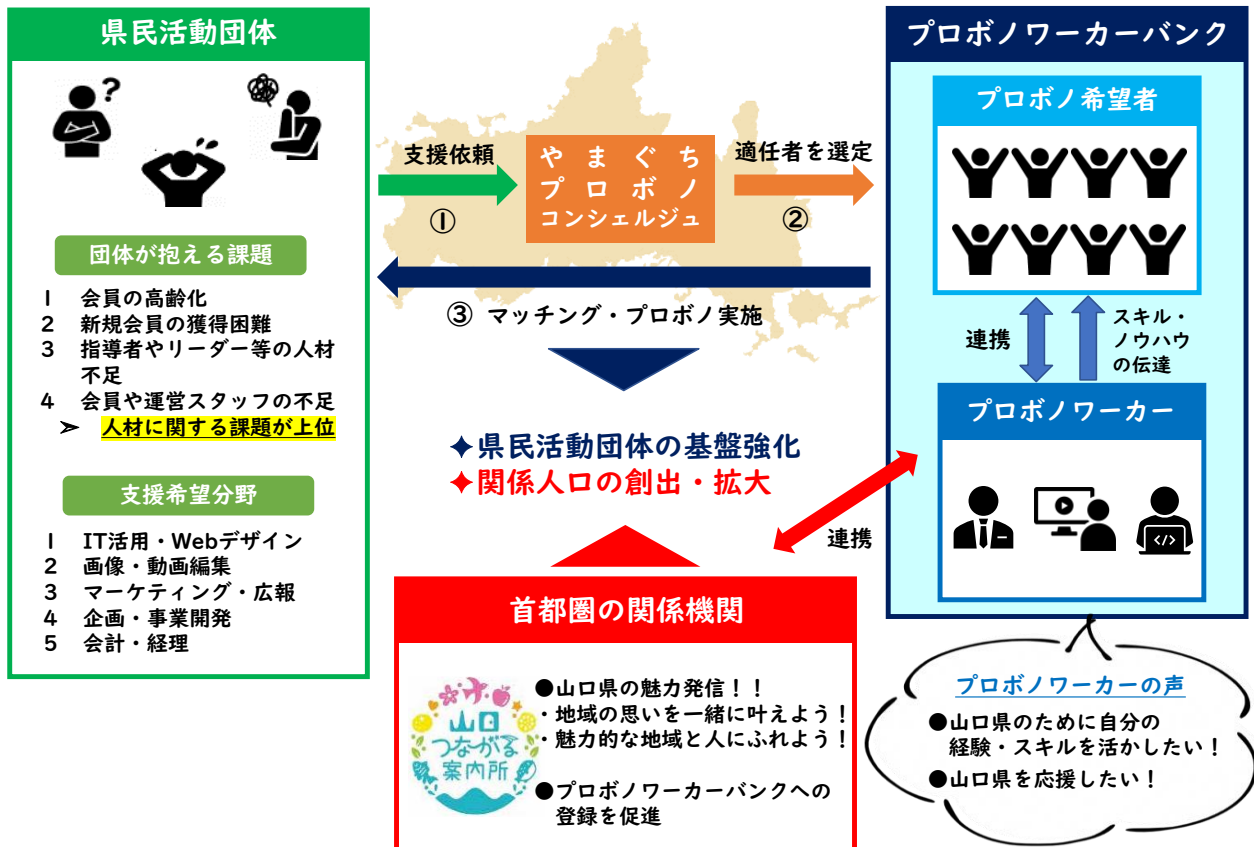 県民活動団体
?
団体が抱える課題
1 会員の高齢化
2 新規会員の獲得困難
3 指導者やリーダー等の人材
不足
4 会員や運営スタッフの不足
➢ 人材に関する課題が上位
支援希望分野
1 IT活用・Webデザイン
2 画像・動画編集
3 マーケティング・広報
4 企画・事業開発
5 会計・経理
支援依頼
①
やまぐち
プロボノ
コンシェルジュ
適任者を選定
②
③ マッチング・プロボノ実施
✦県民活動団体の基盤強化
✦関係人口の創出・拡大
連携
首都圏の関係機関
山口
つながる
案内所
●山口県の魅力発信！！
・地域の思いを一緒に叶えよう！
・魅力的な地域と人にふれよう！
●プロボノワーカーバンクへの
登録を促進
プロボノワーカーバンク
プロボノ希望者
連携
スキル・
ノウハウ
の伝達
プロボノワーカー
</>
プロボノワーカーの声
●山口県のために自分の
経験・スキルを活かしたい！
●山口県を応援したい！